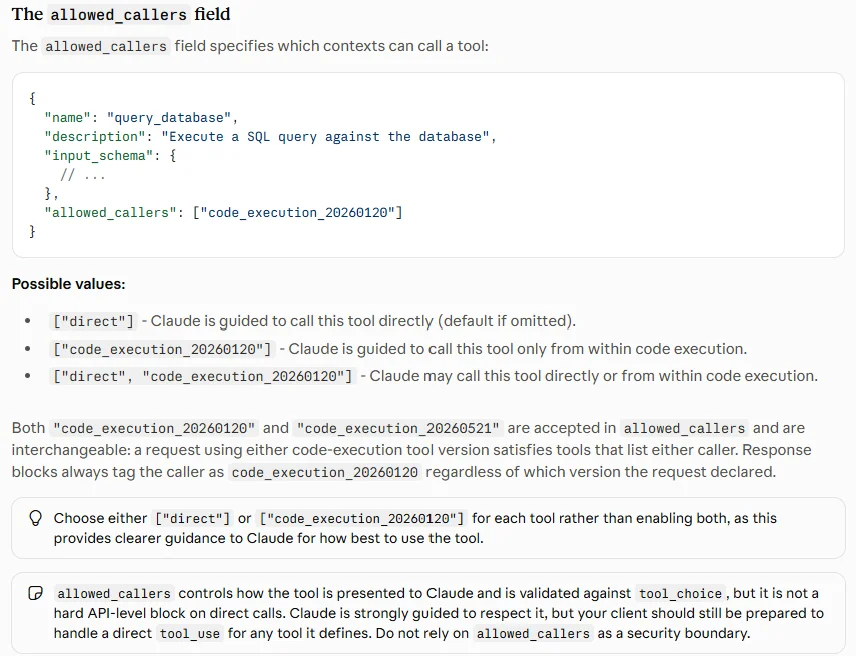 The allowed_callers field
The allowed_callers field specifies which contexts can call a tool:
{
  "name": "query_database",
  "description": "Execute a SQL query against the database",
  "input_schema": {
    // ...
  },
  "allowed_callers": ["code_execution_20260120"]
}
Possible values:
• ["direct"] - Claude is guided to call this tool directly (default if omitted).
• ["code_execution_20260120"] - Claude is guided to call this tool only from within code execution.
• ["direct", "code_execution_20260120"] - Claude may call this tool directly or from within code execution.
Both "code_execution_20260120" and "code_execution_20260521" are accepted in allowed_callers and are
interchangeable: a request using either code-execution tool version satisfies tools that list either caller. Response
blocks always tag the caller as code_execution_20260120 regardless of which version the request declared.
Choose either ["direct"] or ["code_execution_20260120"] for each tool rather than enabling both, as this
provides clearer guidance to Claude for how best to use the tool.
allowed_callers controls how the tool is presented to Claude and is validated against tool_choice, but it is not a
hard API-level block on direct calls. Claude is strongly guided to respect it, but your client should still be prepared to
handle a direct tool_use for any tool it defines. Do not rely on allowed_callers as a security boundary.